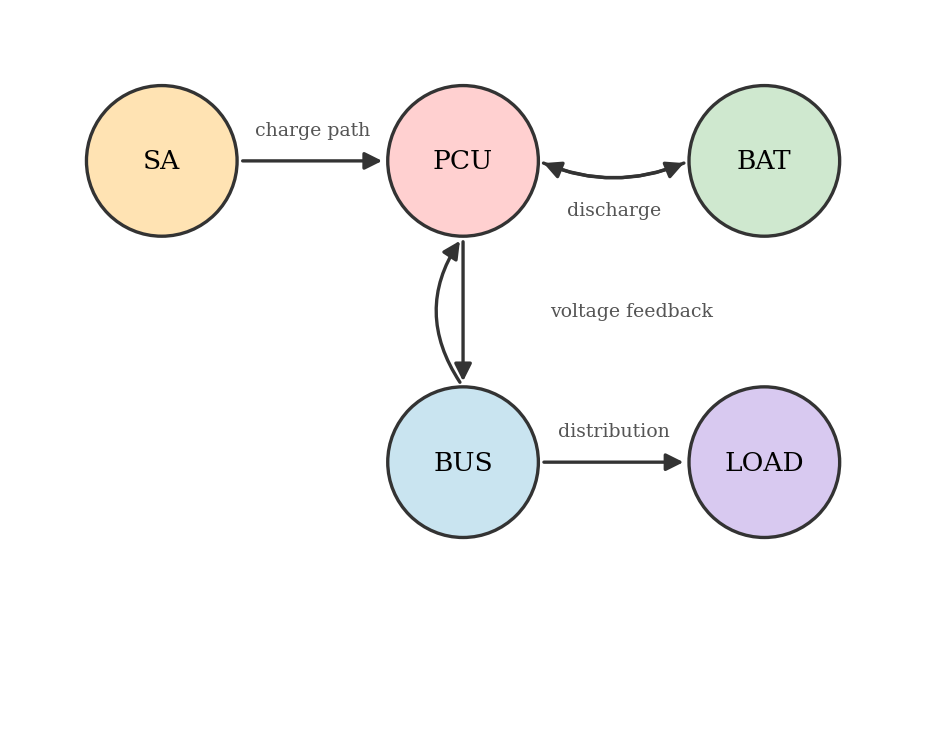 charge path
SA
PCU
BAT
discharge
voltage feedback
distribution
BUS
LOAD